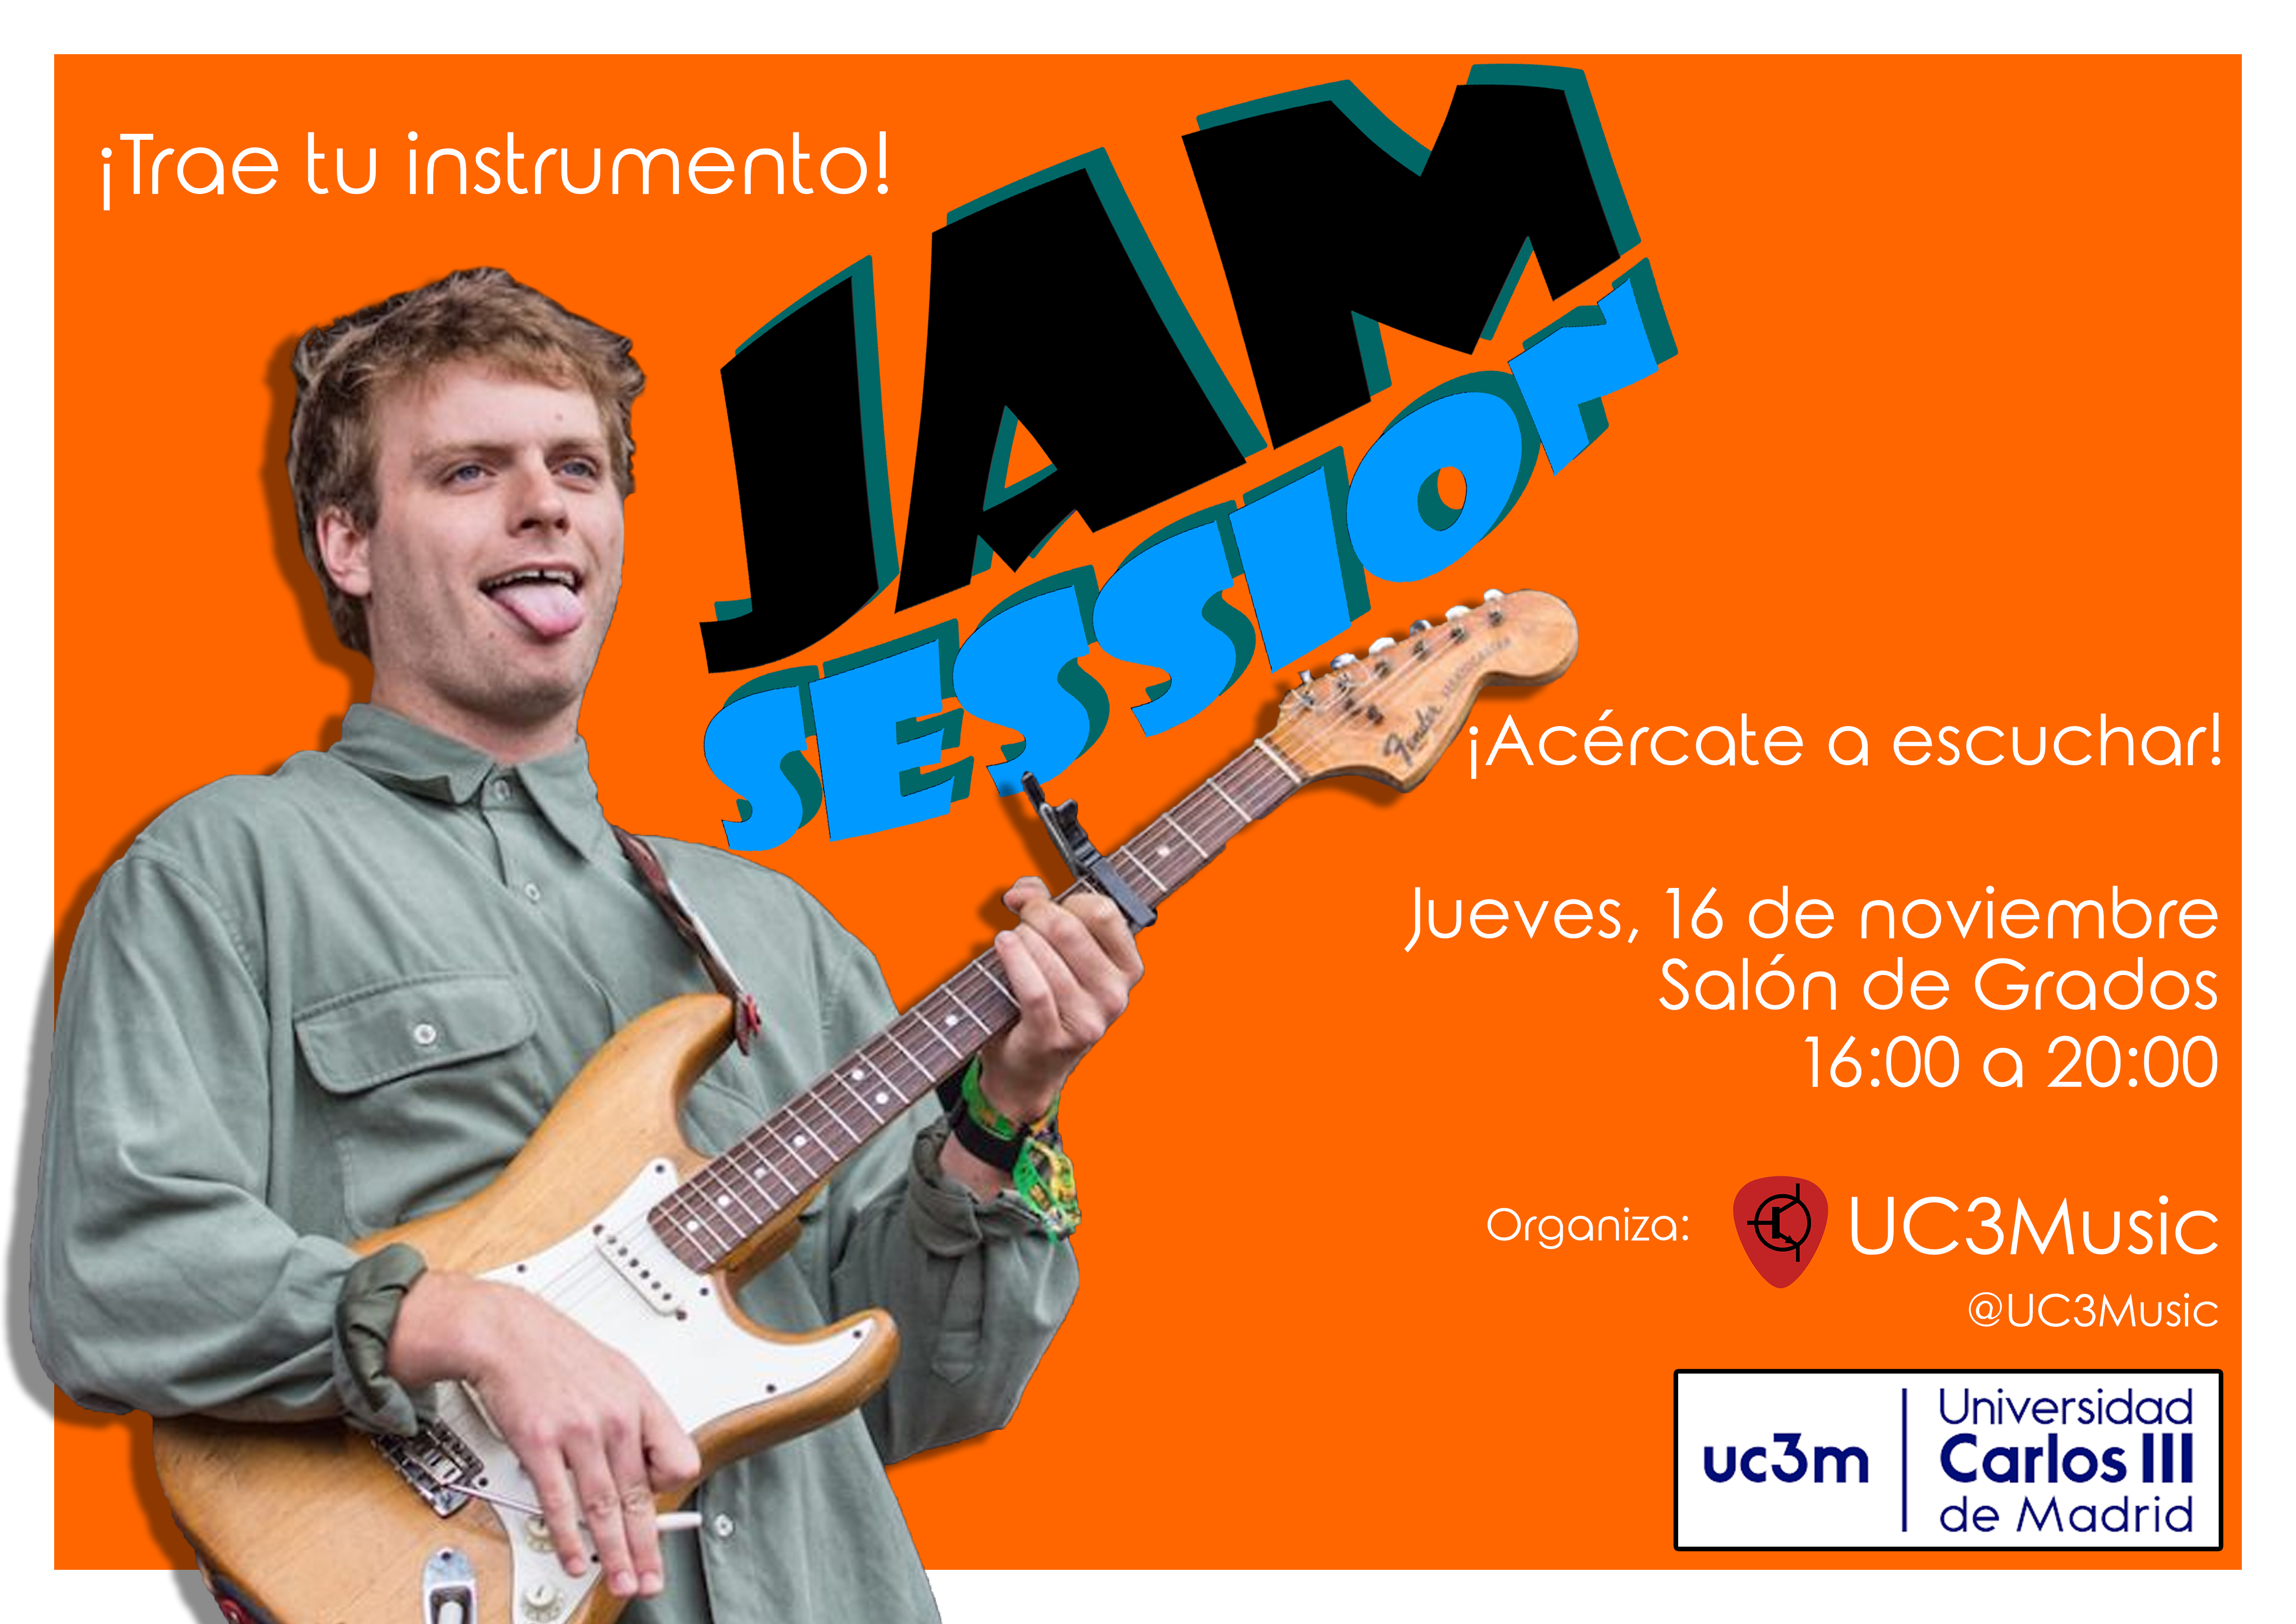 ¡Trae tu instrumento!
JAM
SESSION
Fender
¡Acércate a escuchar!
Jueves, 16 de noviembre
Salón de Grados
16:00 a 20:00
Organiza: UC3Music
@UC3Music
uc3m
Universidad
Carlos III
de Madrid